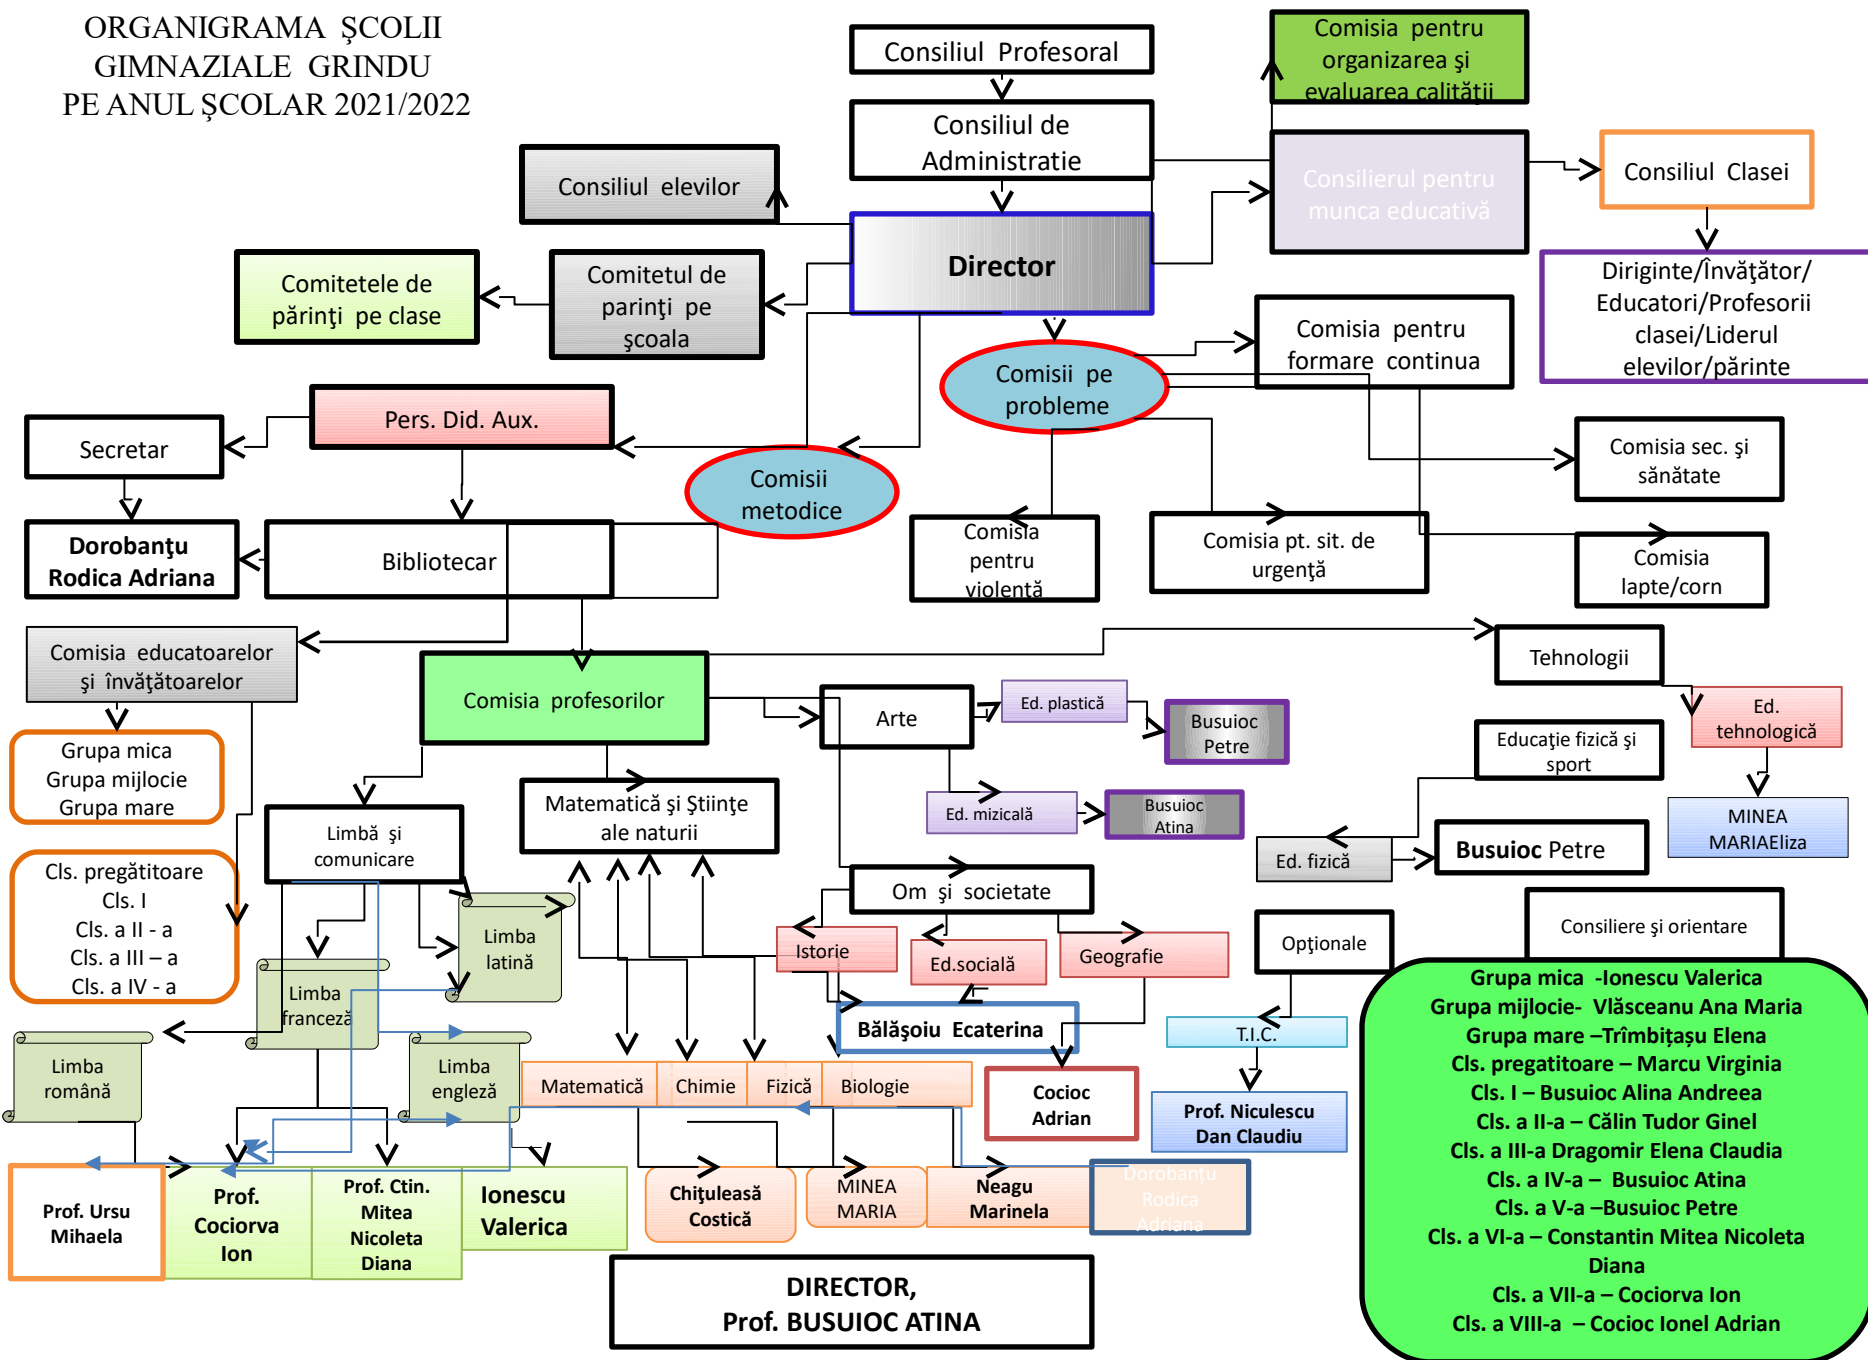 ORGANIGRAMA ŞCOLII
GIMNAZIALE GRINDU
PE ANUL ŞCOLAR 2021/2022
Consiliul Profesoral
Comisia pentru
organizarea şi
evaluarea calităţii
Consiliul de
Administratie
Consiliul elevilor
Consilierul pentru
munca educativă
Consiliul Clasei
Director
Comitetele de
părinţi pe clase
Comitetul de
parinţi pe
şcoala
Diriginte/Învăţător/
Educatori/Profesorii
clasei/Liderul
elevilor/părinte
Comisia pentru
formare continua
Comisii pe
probleme
Pers. Did. Aux.
Secretar
Comisii
metodice
Comisia sec. şi
sănătate
Dorobanţu
Rodica Adriana
Bibliotecar
Comisia
pentru
violentă
Comisia pt. sit. de
urgenţă
Comisia
lapte/corn
Comisia educatoarelor
şi învăţătoarelor
Comisia profesorilor
Tehnologii
Arte
Ed. plastică
Busuioc
Petre
Ed.
tehnologică
Educaţie fizică şi
sport
Grupa mica
Grupa mijlocie
Grupa mare
Limbă şi
comunicare
Matematică şi Ştiinţe
ale naturii
Ed. mizicală
Busuioc
Atina
Ed. fizică
Busuioc Petre
MINEA
MARIAEliza
Cls. pregătitoare
Cls. I
Cls. a II - a
Cls. a III – a
Cls. a IV - a
Om şi societate
Limba
latină
Istorie
Ed.socială
Geografie
Opţionale
Consiliere şi orientare
Limba
franceză
Bălăşoiu Ecaterina
T.I.C.
Limba
română
Limba
engleză
Matematică
Chimie
Fizică
Biologie
Cocioc
Adrian
Prof. Niculescu
Dan Claudiu
Grupa mica -Ionescu Valerica
Grupa mijlocie- Vlăsceanu Ana Maria
Grupa mare –Trîmbițașu Elena
Cls. pregatitoare – Marcu Virginia
Cls. I – Busuioc Alina Andreea
Cls. a II-a – Călin Tudor Ginel
Cls. a III-a Dragomir Elena Claudia
Cls. a IV-a – Busuioc Atina
Cls. a V-a –Busuioc Petre
Cls. a VI-a – Constantin Mitea Nicoleta
Diana
Cls. a VII-a – Cociorva Ion
Cls. a VIII-a – Cocioc Ionel Adrian
Prof. Ursu
Mihaela
Prof.
Cociorva
Ion
Prof. Ctin.
Mitea
Nicoleta
Diana
Ionescu
Valerica
Chiţuleasă
Costică
MINEA
MARIA
Neagu
Marinela
Dorobanţu
Rodica
Adriana
DIRECTOR,
Prof. BUSUIOC ATINA